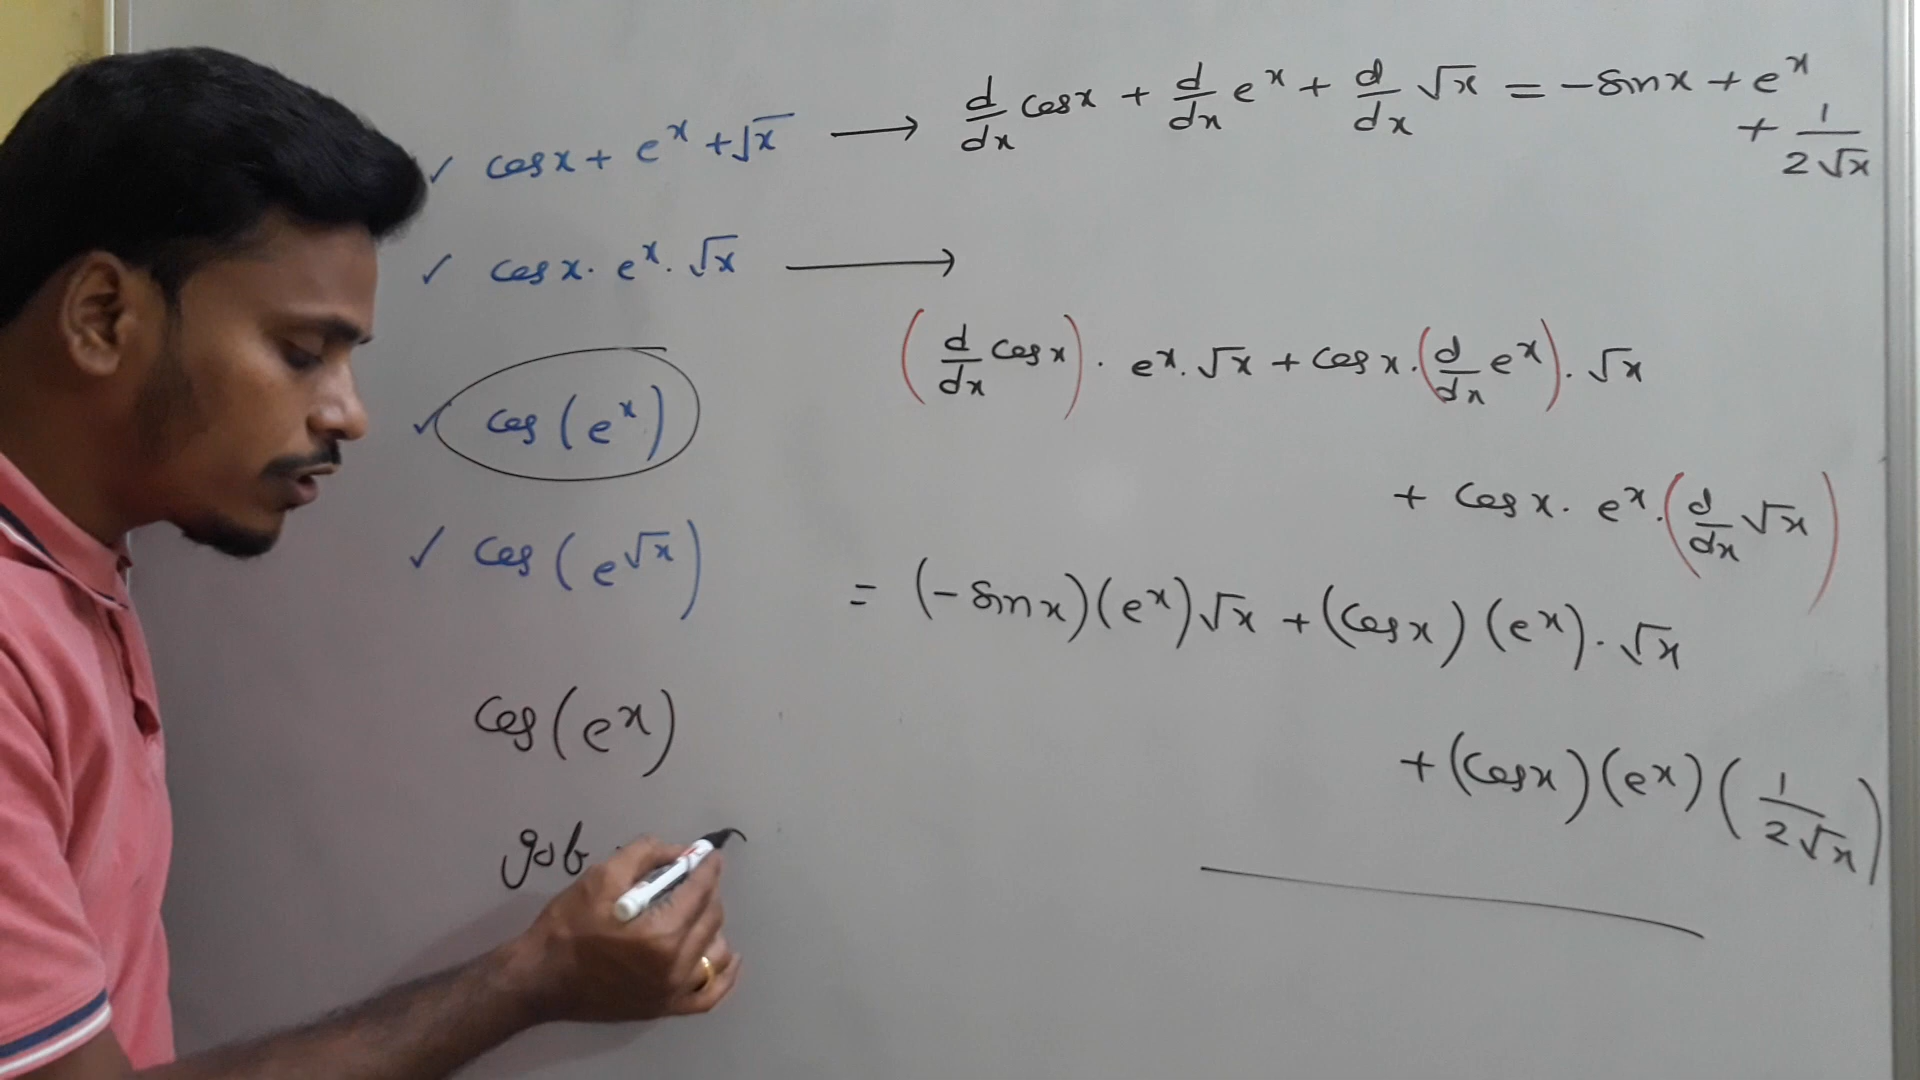 ✓ cos x + e^x + √x ⟶ d/dx cos x + d/dx e^x + d/dx √x = - sin x + e^x
+ 1/(2√x)
✓ cos x . e^x . √x ⟶
(d/dx cos x) . e^x . √x + cos x . (d/dx e^x) . √x
✓ cos (e^x)
+ cos x . e^x . (d/dx √x)
✓ cos (e^√x)
= (- sin x) (e^x) √x + (cos x) (e^x) . √x
cos (e^x)
+ (cos x) (e^x) (1/(2√x))